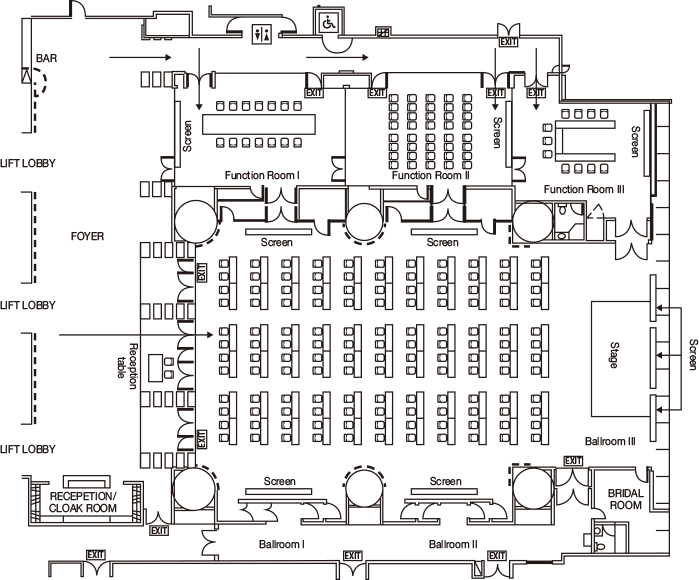 EXIT
BAR
EXIT
EXIT
EXIT
EXIT
Screen
Screen
Screen
LIFT LOBBY
Function Room I
Function Room II
Function Room III
FOYER
Screen
Screen
EXIT
LIFT LOBBY
Reception
table
Stage
Screen
EXIT
Ballroom III
LIFT LOBBY
EXIT
Screen
Screen
RECEPETION/
CLOAK ROOM
BRIDAL
ROOM
EXIT
Ballroom I
Ballroom II
EXIT
EXIT
EXIT